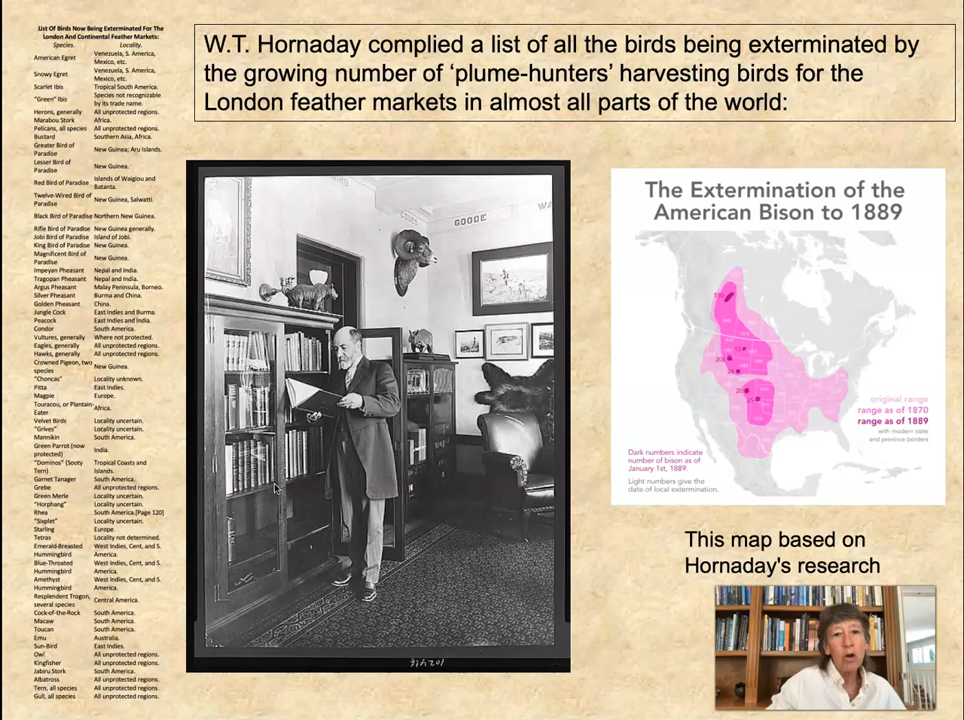 List Of Birds Now Being Exterminated For The
London And Continental Feather Markets:
Species. Locality.
American Egret Venezuela, S. America, Mexico, etc.
Snowy Egret Venezuela, S. America, Mexico, etc.
Scarlet Ibis Tropical South America.
"Green" Ibis Species not recognizable by its trade name.
Herons, generally All unprotected regions.
Marabou Stork Africa.
Pelicans, all species All unprotected regions.
Bustard Southern Asia, Africa.
Greater Bird of Paradise New Guinea; Aru Islands.
Lesser Bird of Paradise New Guinea.
Red Bird of Paradise Islands of Waigiou and Batanta.
Twelve-Wired Bird of Paradise New Guinea, Salwatti.
Black Bird of Paradise Northern New Guinea.
Rifle Bird of Paradise New Guinea generally.
Jobi Bird of Paradise Island of Jobi.
King Bird of Paradise New Guinea.
Magnificent Bird of Paradise New Guinea.
Impeyan Pheasant Nepal and India.
Tragopan Pheasant Nepal and India.
Argus Pheasant Malay Peninsula, Borneo.
Silver Pheasant Burma and China.
Golden Pheasant China.
Jungle Cock East Indies and Burma.
Peacock East Indies and India.
Condor South America.
Vultures, generally Where not protected.
Eagles, generally All unprotected regions.
Hawks, generally All unprotected regions.
Crowned Pigeon, two species New Guinea.
"Choncas" Locality unknown.
Pitta East Indies.
Magpie Europe.
Touracou, or Plantain-Eater Africa.
Velvet Birds Locality uncertain.
"Grives" Locality uncertain.
Mannikin South America.
Green Parrot (now protected) India.
"Dominos" (Sooty Tern) Tropical Coasts and Islands.
Garnet Tanager South America.
Grebe All unprotected regions.
Green Merle Locality uncertain.
"Horphang" Locality uncertain.
Rhea South America.[Page 120]
"Sixplet" Locality uncertain.
Starling Europe.
Tetras Locality not determined.
Emerald-Breasted Hummingbird West Indies, Cent, and S. America.
Blue-Throated Hummingbird West Indies, Cent, and S. America.
Amethyst Hummingbird West Indies, Cent, and S. America.
Resplendent Trogon, several species Central America.
Cock-of-the-Rock South America.
Macaw South America.
Toucan South America.
Emu Australia.
Sun-Bird East Indies.
Owl All unprotected regions.
Kingfisher All unprotected regions.
Jabiru Stork South America.
Albatross All unprotected regions.
Tern, all species All unprotected regions.
Gull, all species All unprotected regions.
W.T. Hornaday complied a list of all the birds being exterminated by
the growing number of ‘plume-hunters’ harvesting birds for the
London feather markets in almost all parts of the world:
GOODE
The Extermination of the
American Bison to 1889
original range
range as of 1870
range as of 1889
with modern state
and province borders
Dark numbers indicate
number of bison as of
January 1st, 1889.
Light numbers give the
date of local extermination.
This map based on
Hornaday's research